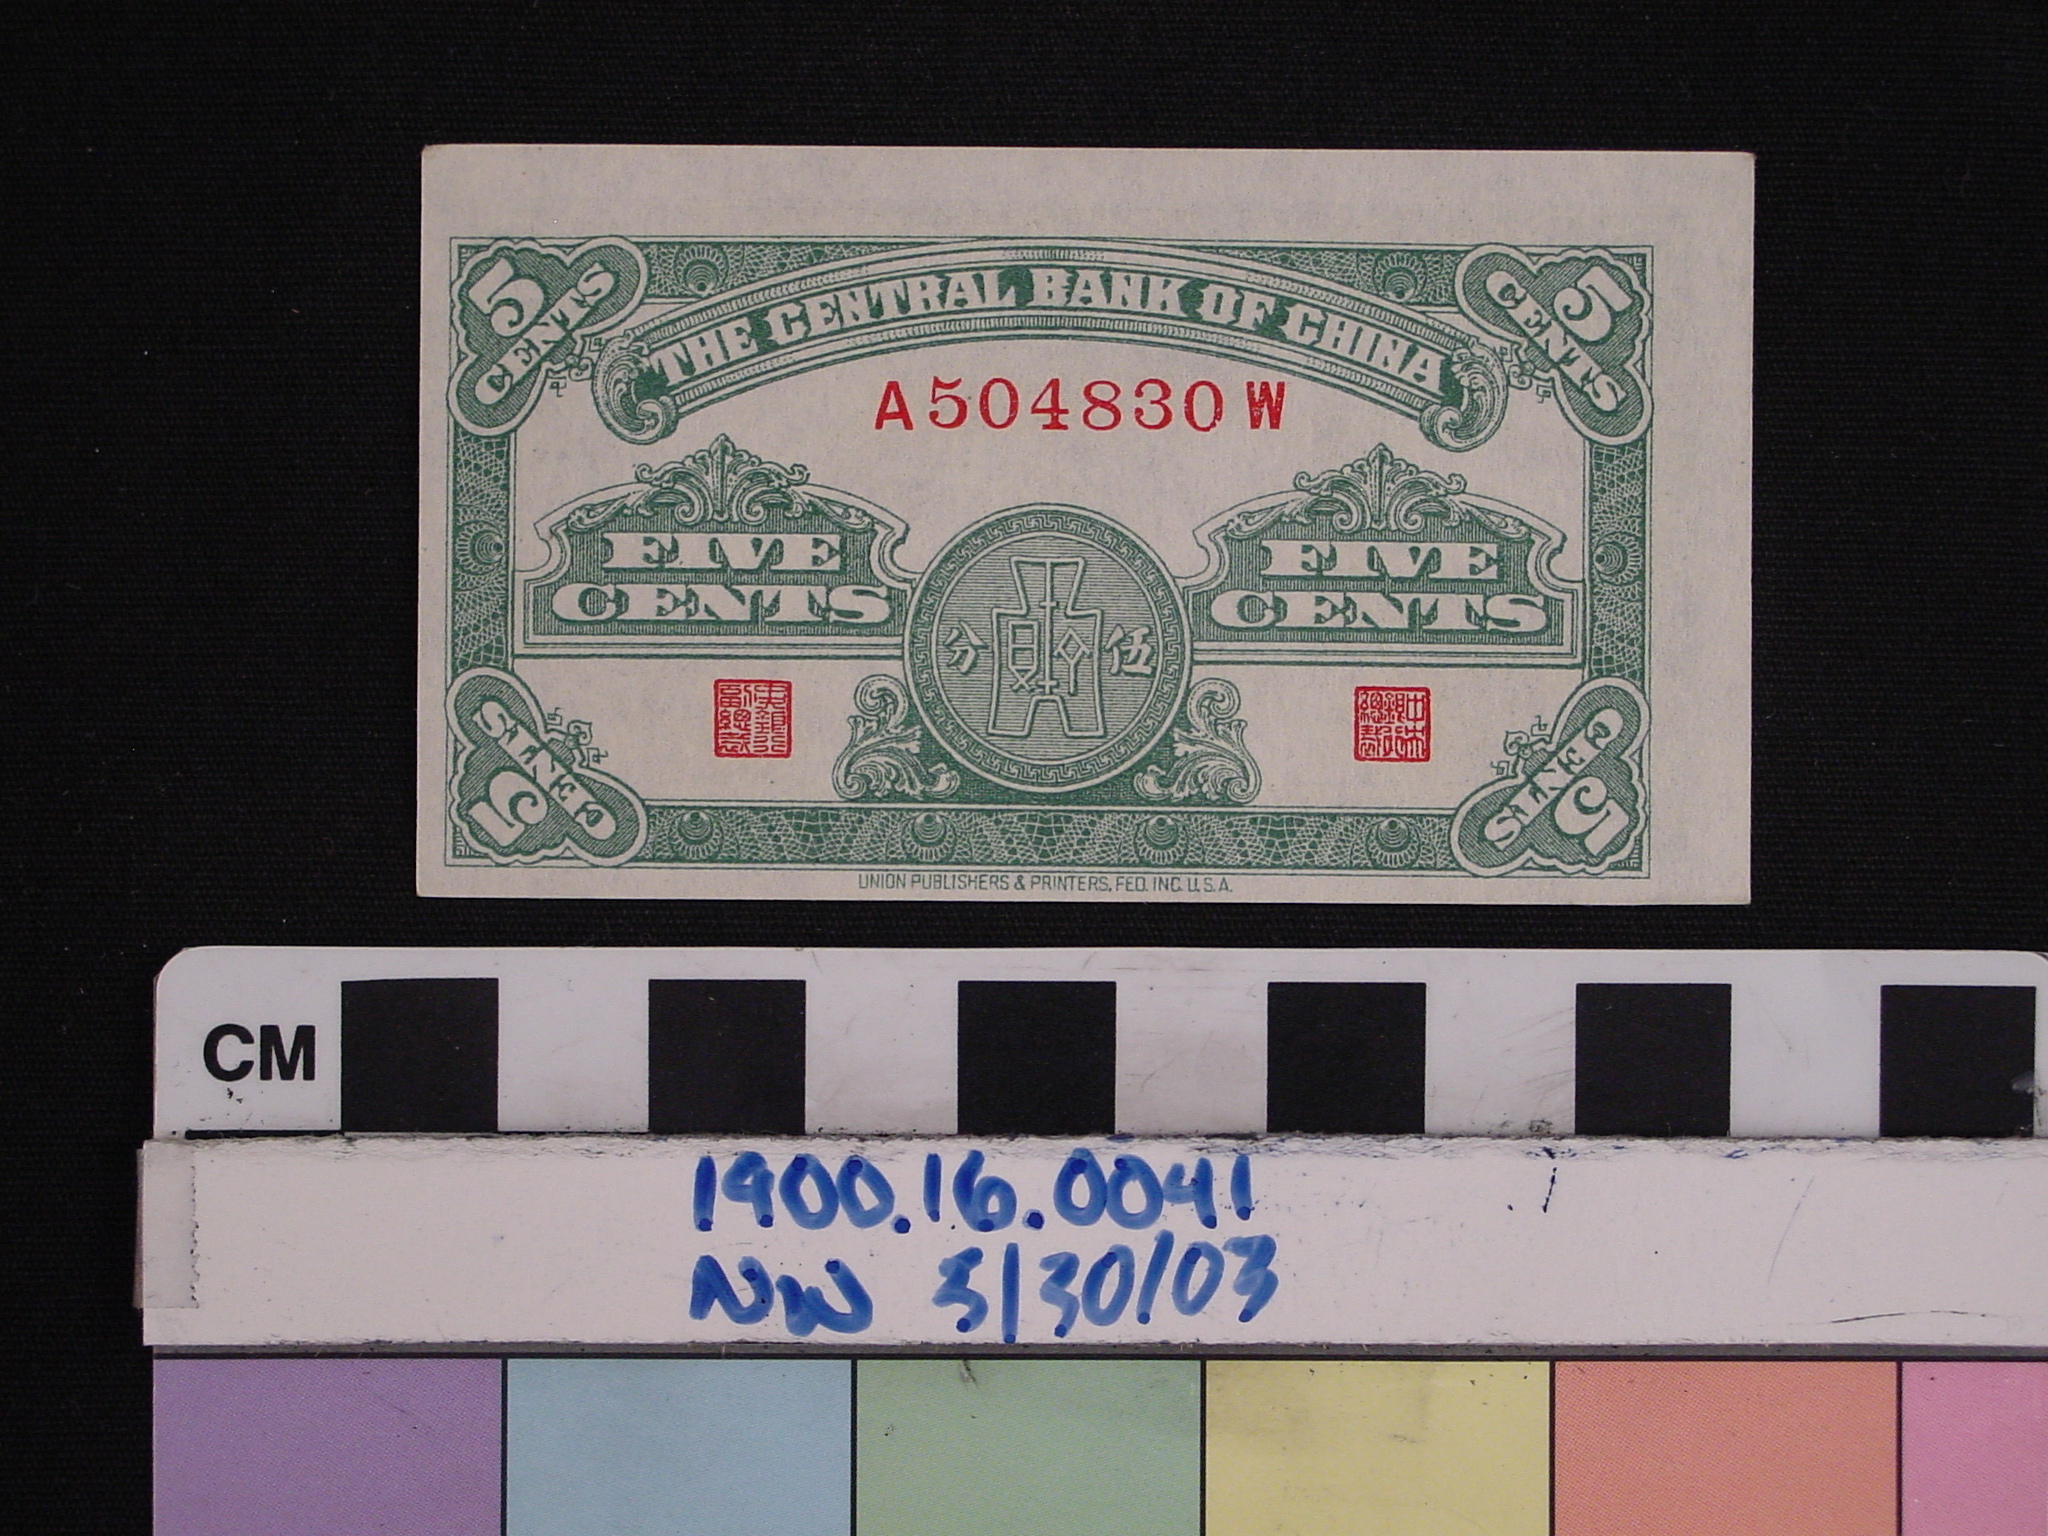 5 CENTS
THE CENTRAL BANK OF CHINA
5 CENTS
A504830W
FIVE
CENTS
FIVE
CENTS
分 伍
5 CENTS
5 CENTS
UNION PUBLISHERS & PRINTERS, FED. INC. U.S.A.
CM
1900.16.0041
NW 5/30/03